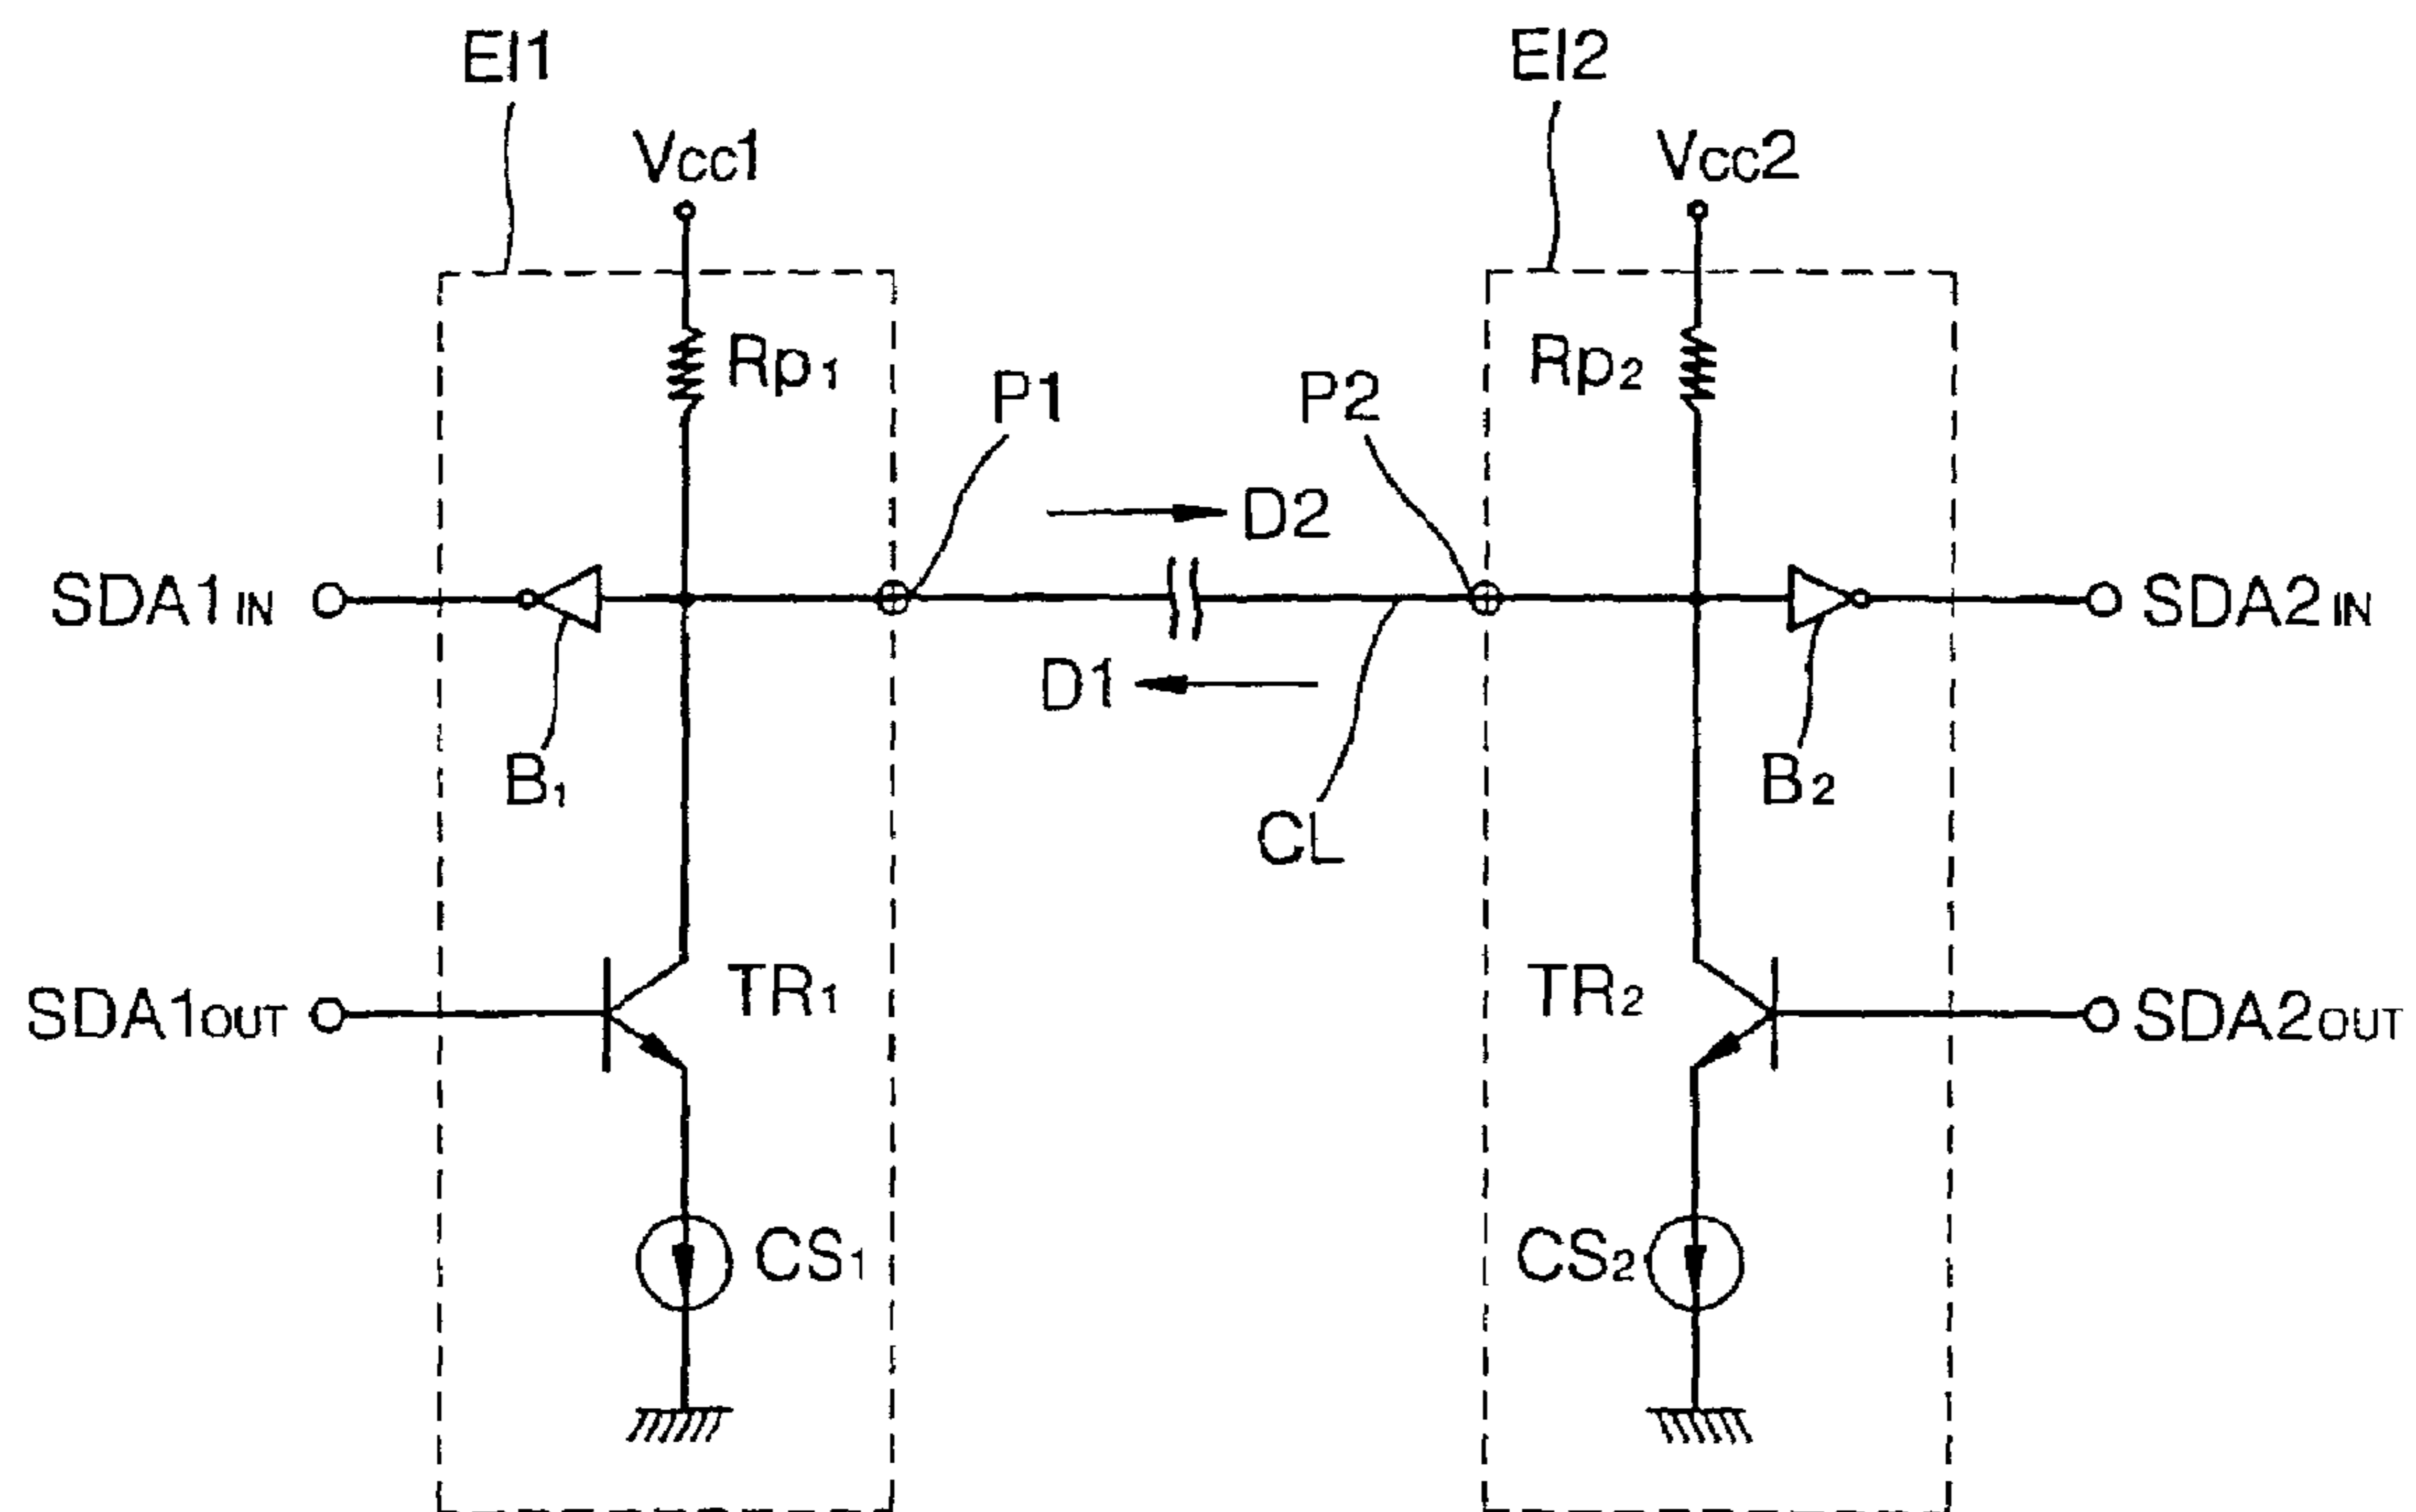 EI1
EI2
Vcc1
Vcc2
Rp1
Rp2
P1
P2
D2
SDA1IN
SDA2IN
D1
B1
B2
CL
TR1
TR2
SDA1OUT
SDA2OUT
CS1
CS2